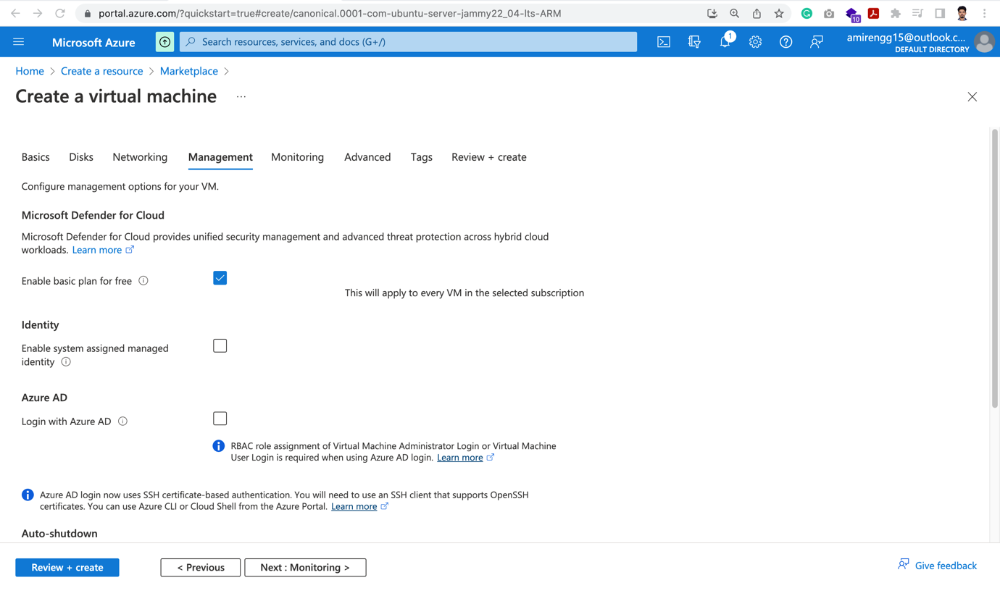 portal.azure.com/?quickstart=true#create/canonical.0001-com-ubuntu-server-jammy22_04-lts-ARM
10
Microsoft Azure
Search resources, services, and docs (G+/)
1
amirengg15@outlook.c...
DEFAULT DIRECTORY
Home > Create a resource > Marketplace >
Create a virtual machine ...
Basics Disks Networking Management Monitoring Advanced Tags Review + create
Configure management options for your VM.
Microsoft Defender for Cloud
Microsoft Defender for Cloud provides unified security management and advanced threat protection across hybrid cloud
workloads. Learn more
Enable basic plan for free
This will apply to every VM in the selected subscription
Identity
Enable system assigned managed
identity
Azure AD
Login with Azure AD
RBAC role assignment of Virtual Machine Administrator Login or Virtual Machine
User Login is required when using Azure AD login. Learn more
Azure AD login now uses SSH certificate-based authentication. You will need to use an SSH client that supports OpenSSH
certificates. You can use Azure CLI or Cloud Shell from the Azure Portal. Learn more
Auto-shutdown
Review + create
< Previous
Next : Monitoring >
Give feedback